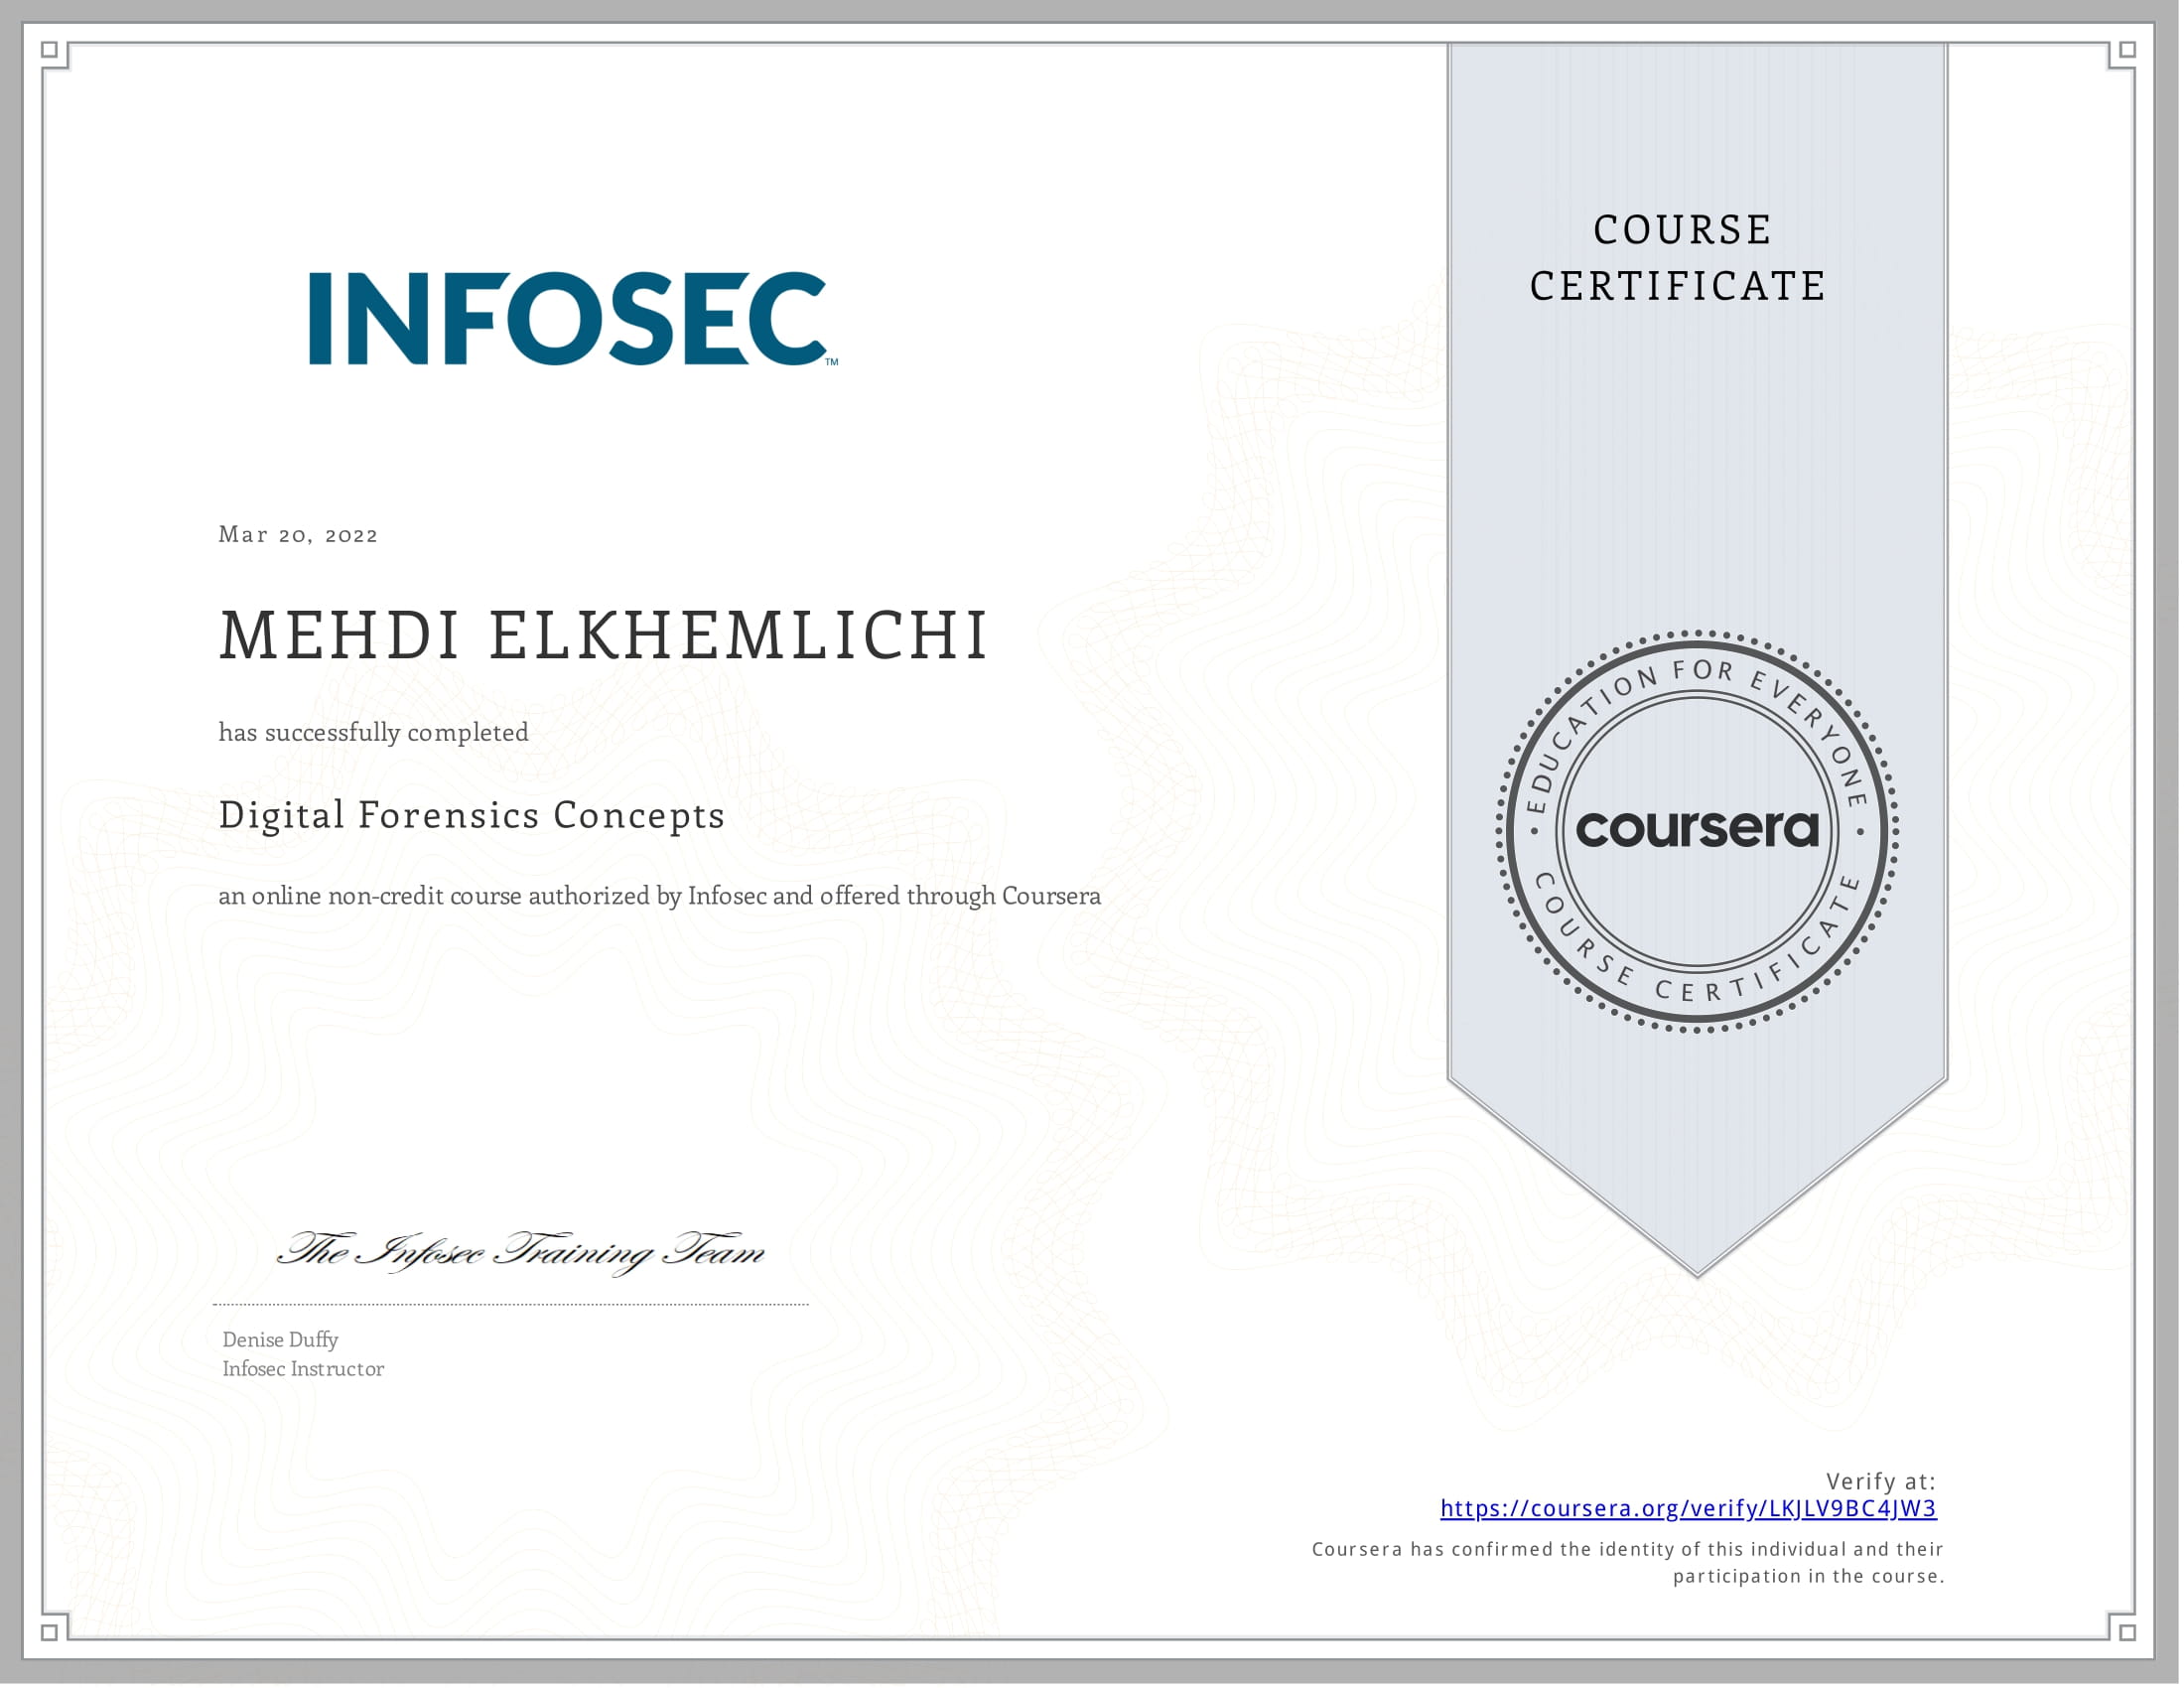 INFOSEC™
Mar 20, 2022
MEHDI ELKHEMLICHI
has successfully completed
Digital Forensics Concepts
an online non-credit course authorized by Infosec and offered through Coursera
The Infosec Training Team
Denise Duffy
Infosec Instructor
COURSE
CERTIFICATE
EDUCATION FOR EVERYONE
coursera
COURSE CERTIFICATE
Verify at:
https://coursera.org/verify/LKJLV9BC4JW3
Coursera has confirmed the identity of this individual and their
participation in the course.